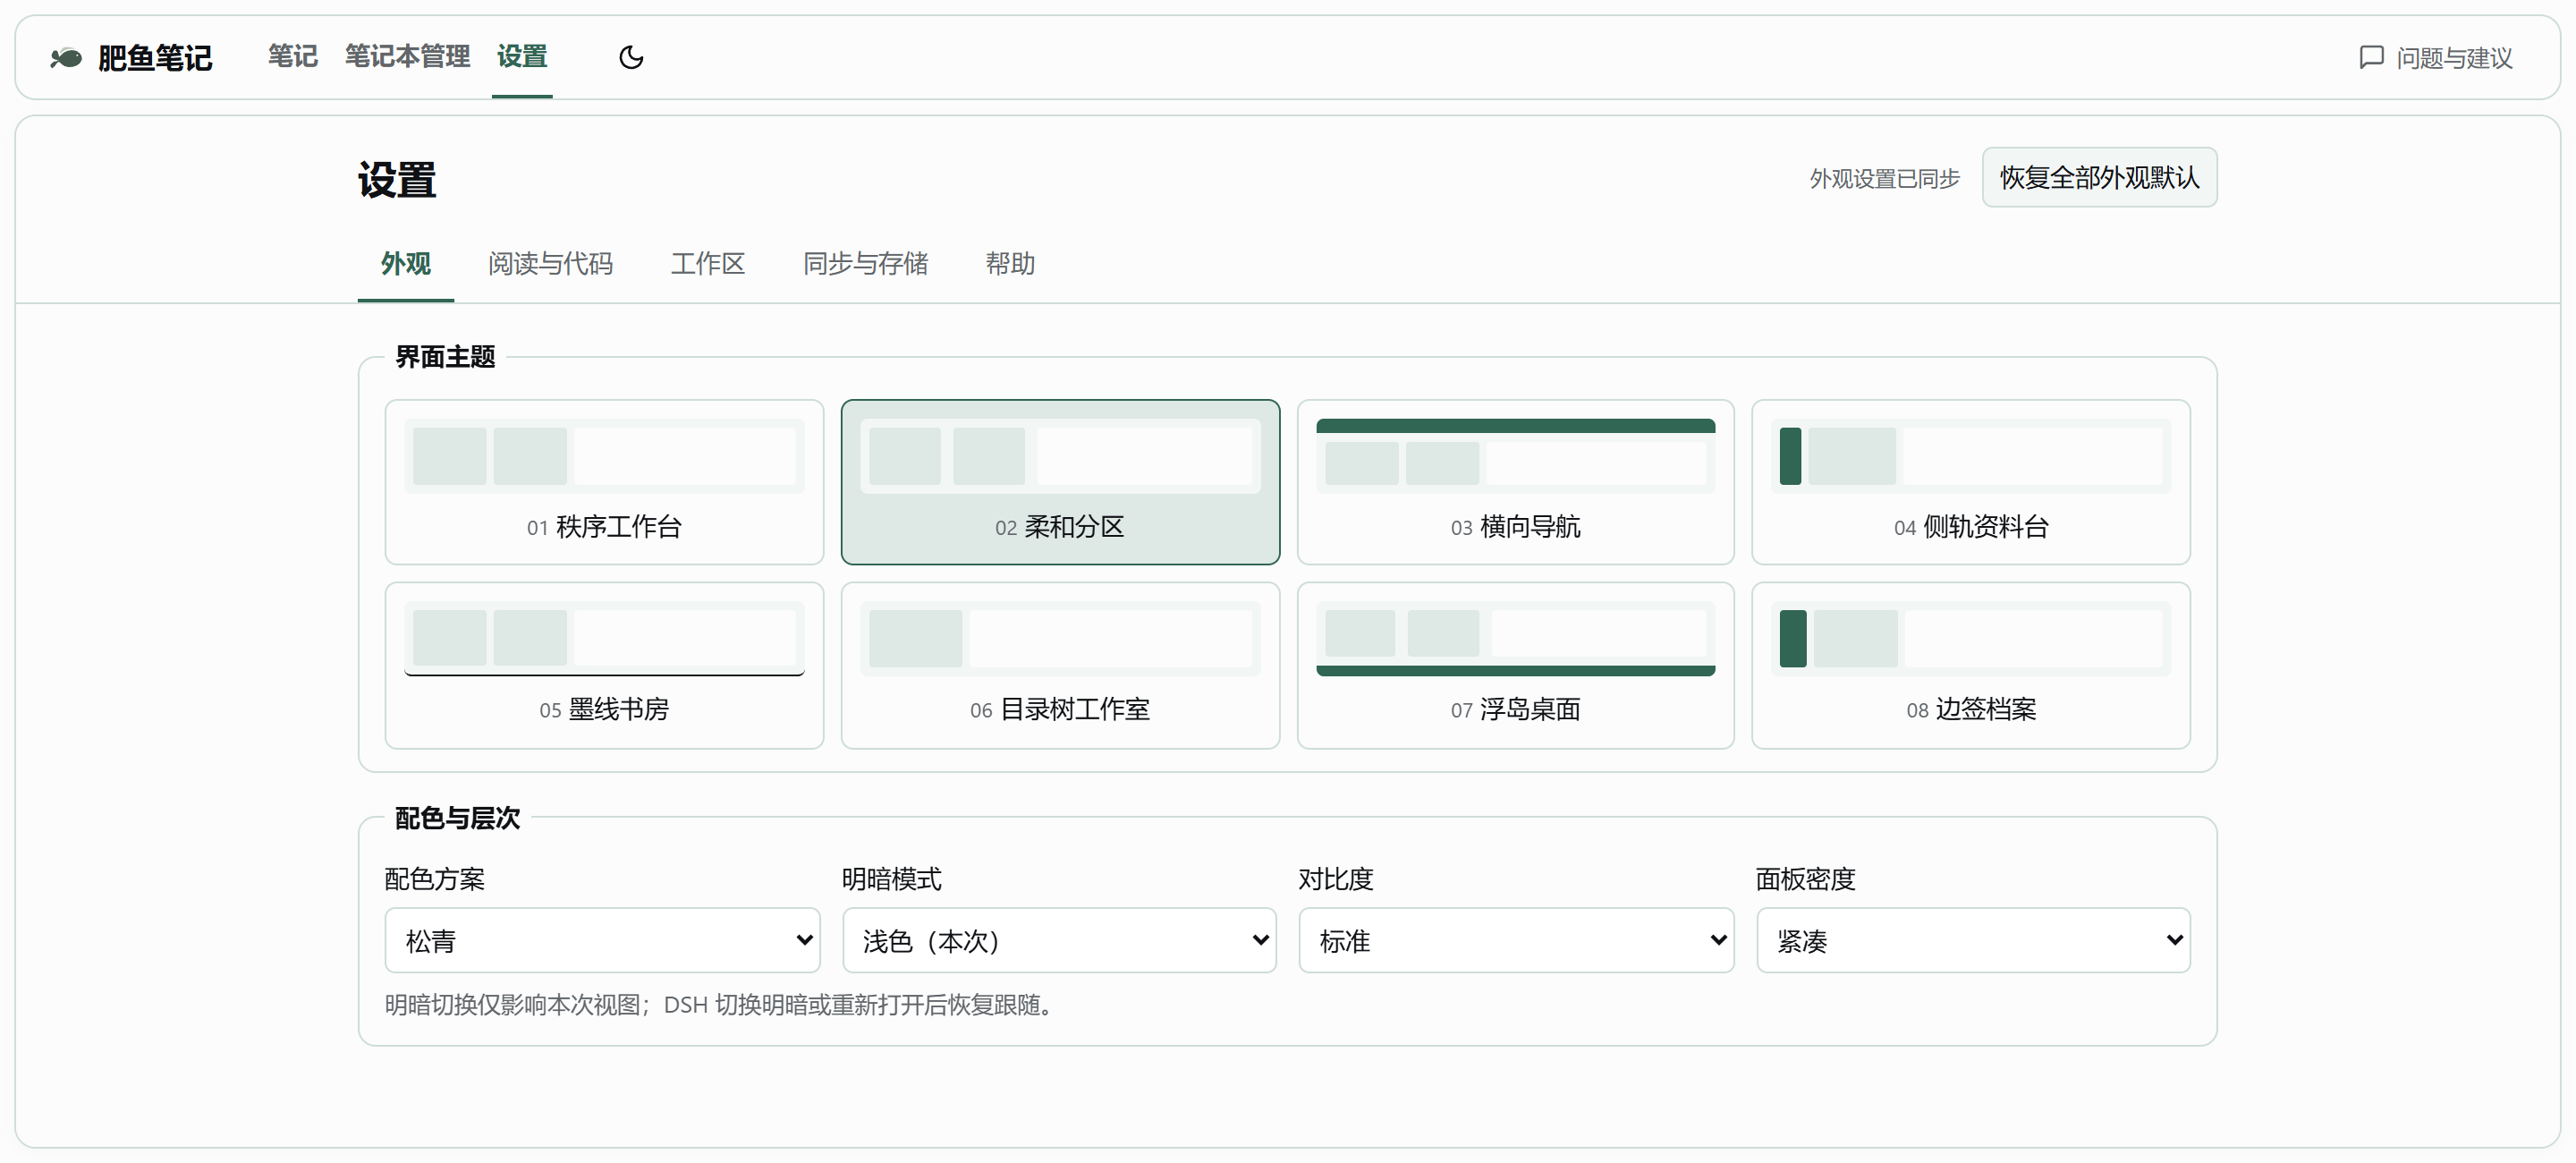 肥鱼笔记 笔记 笔记本管理 设置 问题与建议
设置 外观设置已同步 恢复全部外观默认
外观 阅读与代码 工作区 同步与存储 帮助
界面主题
01 秩序工作台 02 柔和分区 03 横向导航 04 侧轨资料台
05 墨线书房 06 目录树工作室 07 浮岛桌面 08 边签档案
配色与层次
配色方案 明暗模式 对比度 面板密度
松青 浅色（本次） 标准 紧凑
明暗切换仅影响本次视图；DSH 切换明暗或重新打开后恢复跟随。